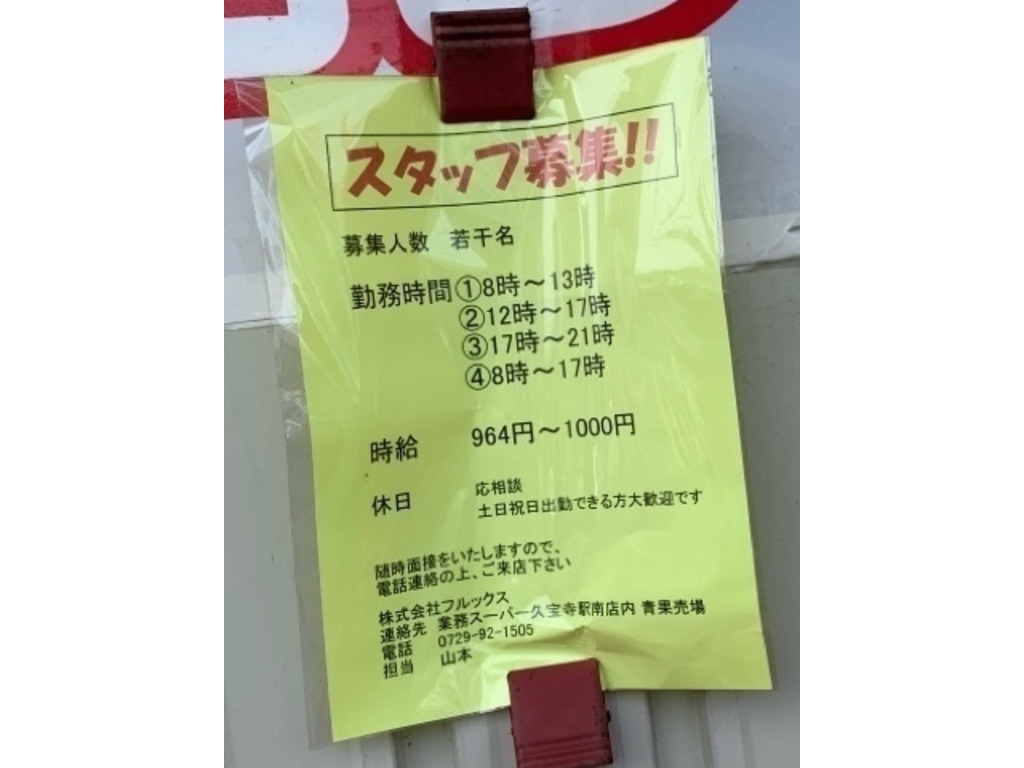 スタッフ募集!!
募集人数　若干名
勤務時間①8時～13時
②12時～17時
③17時～21時
④8時～17時
時給　964円～1000円
休日　応相談
土日祝日出勤できる方大歓迎です
随時面接をいたしますので、
電話連絡の上、ご来店下さい
株式会社フルックス
連絡先　業務スーパー久宝寺駅南店内 青果売場
電話　0729-92-1505
担当　山本